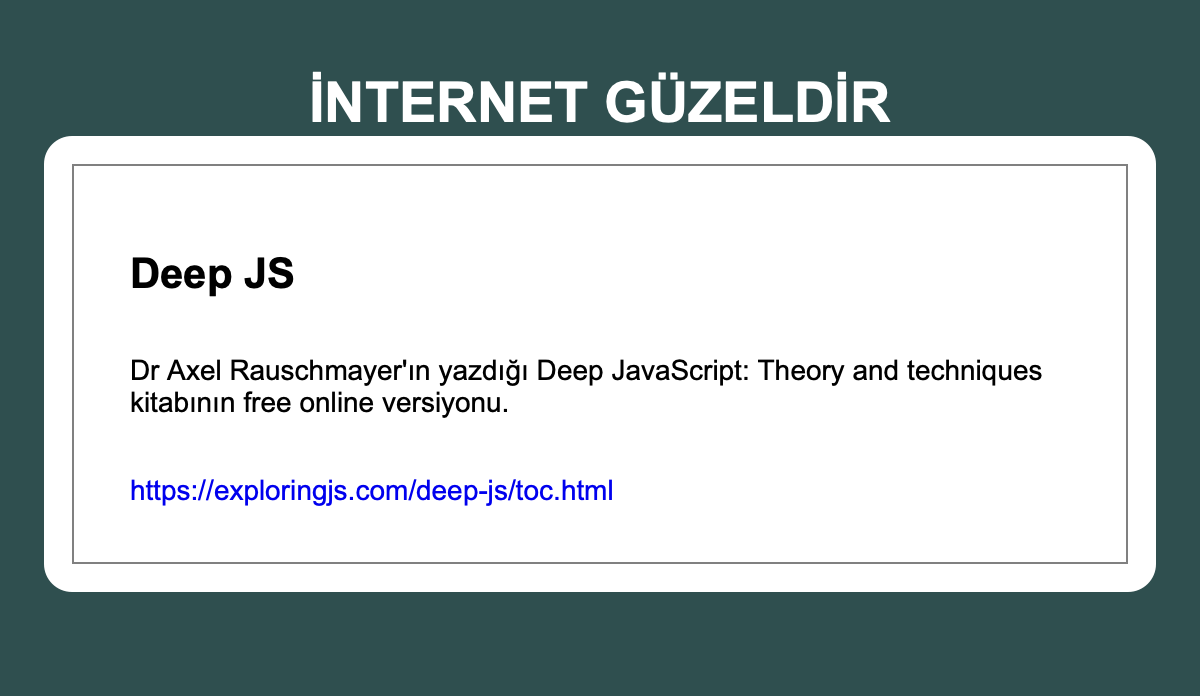 İNTERNET GÜZELDİR
Deep JS
Dr Axel Rauschmayer'ın yazdığı Deep JavaScript: Theory and techniques
kitabının free online versiyonu.
https://exploringjs.com/deep-js/toc.html